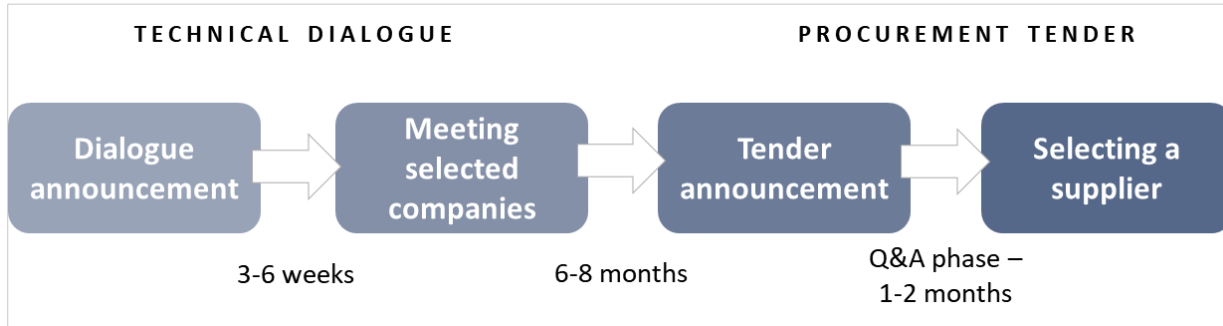 TECHNICAL DIALOGUE
PROCUREMENT TENDER
Dialogue
announcement
Meeting
selected
companies
Tender
announcement
Selecting a
supplier
3-6 weeks
6-8 months
Q&A phase –
1-2 months